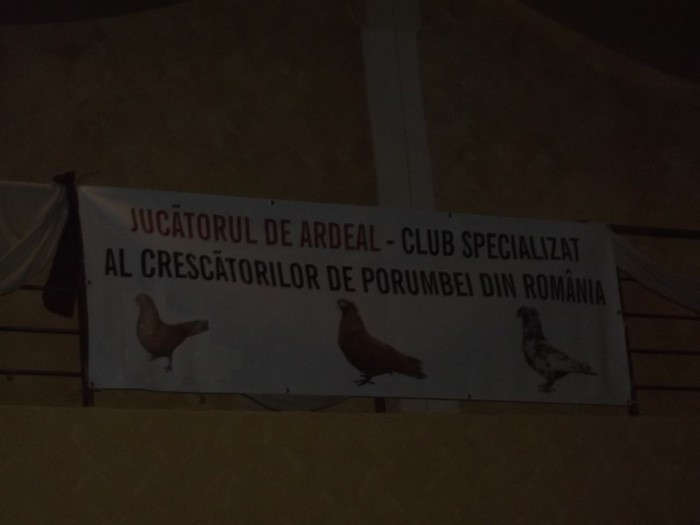 JUCĂTORUL DE ARDEAL - CLUB SPECIALIZAT
AL CRESCĂTORILOR DE PORUMBEI DIN ROMÂNIA